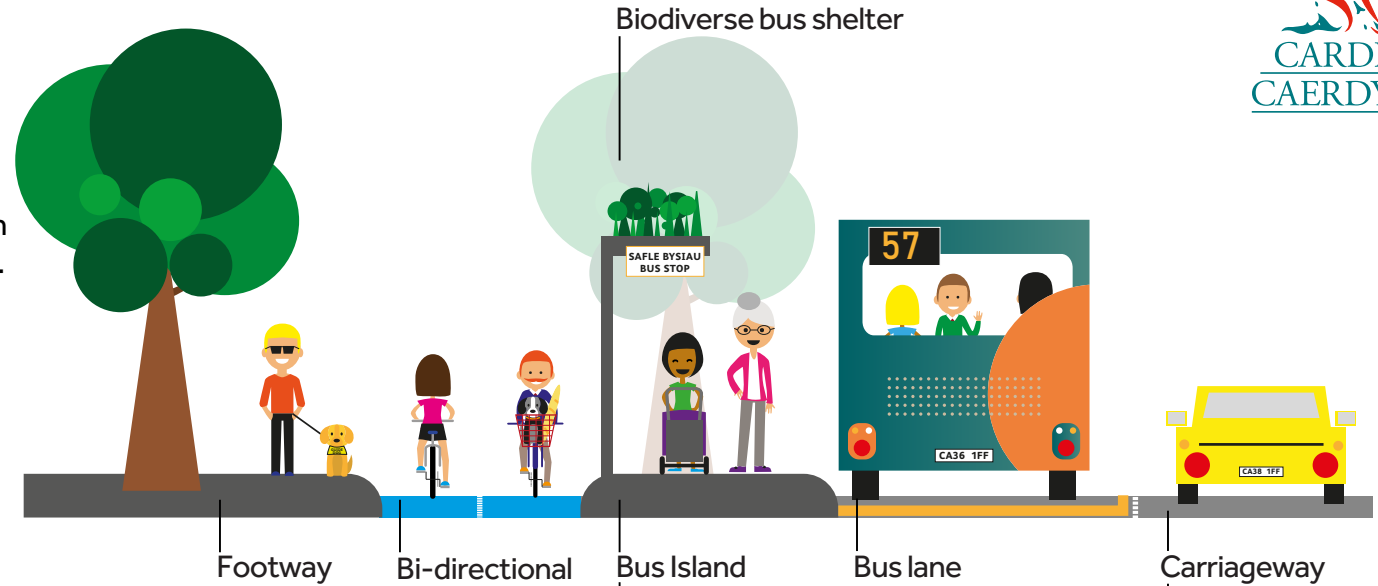 Biodiverse bus shelter
SAFLE BYSIAU
BUS STOP
57
CA36 1FF
CA38 1FF
Footway
Bi-directional
Bus Island
Bus lane
Carriageway